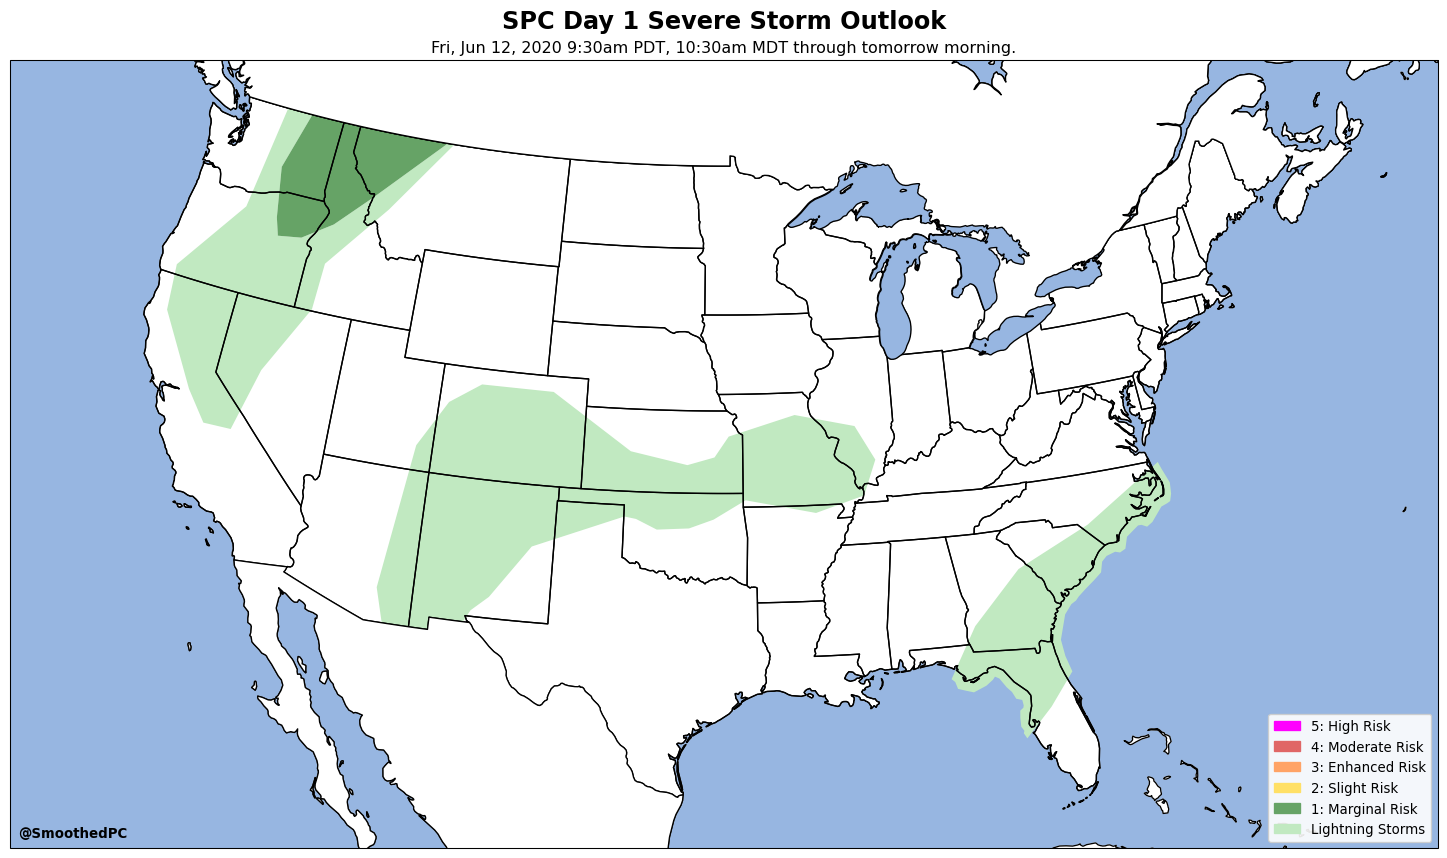 SPC Day 1 Severe Storm Outlook
Fri, Jun 12, 2020 9:30am PDT, 10:30am MDT through tomorrow morning.
5: High Risk
4: Moderate Risk
3: Enhanced Risk
2: Slight Risk
1: Marginal Risk
Lightning Storms
@SmoothedPC